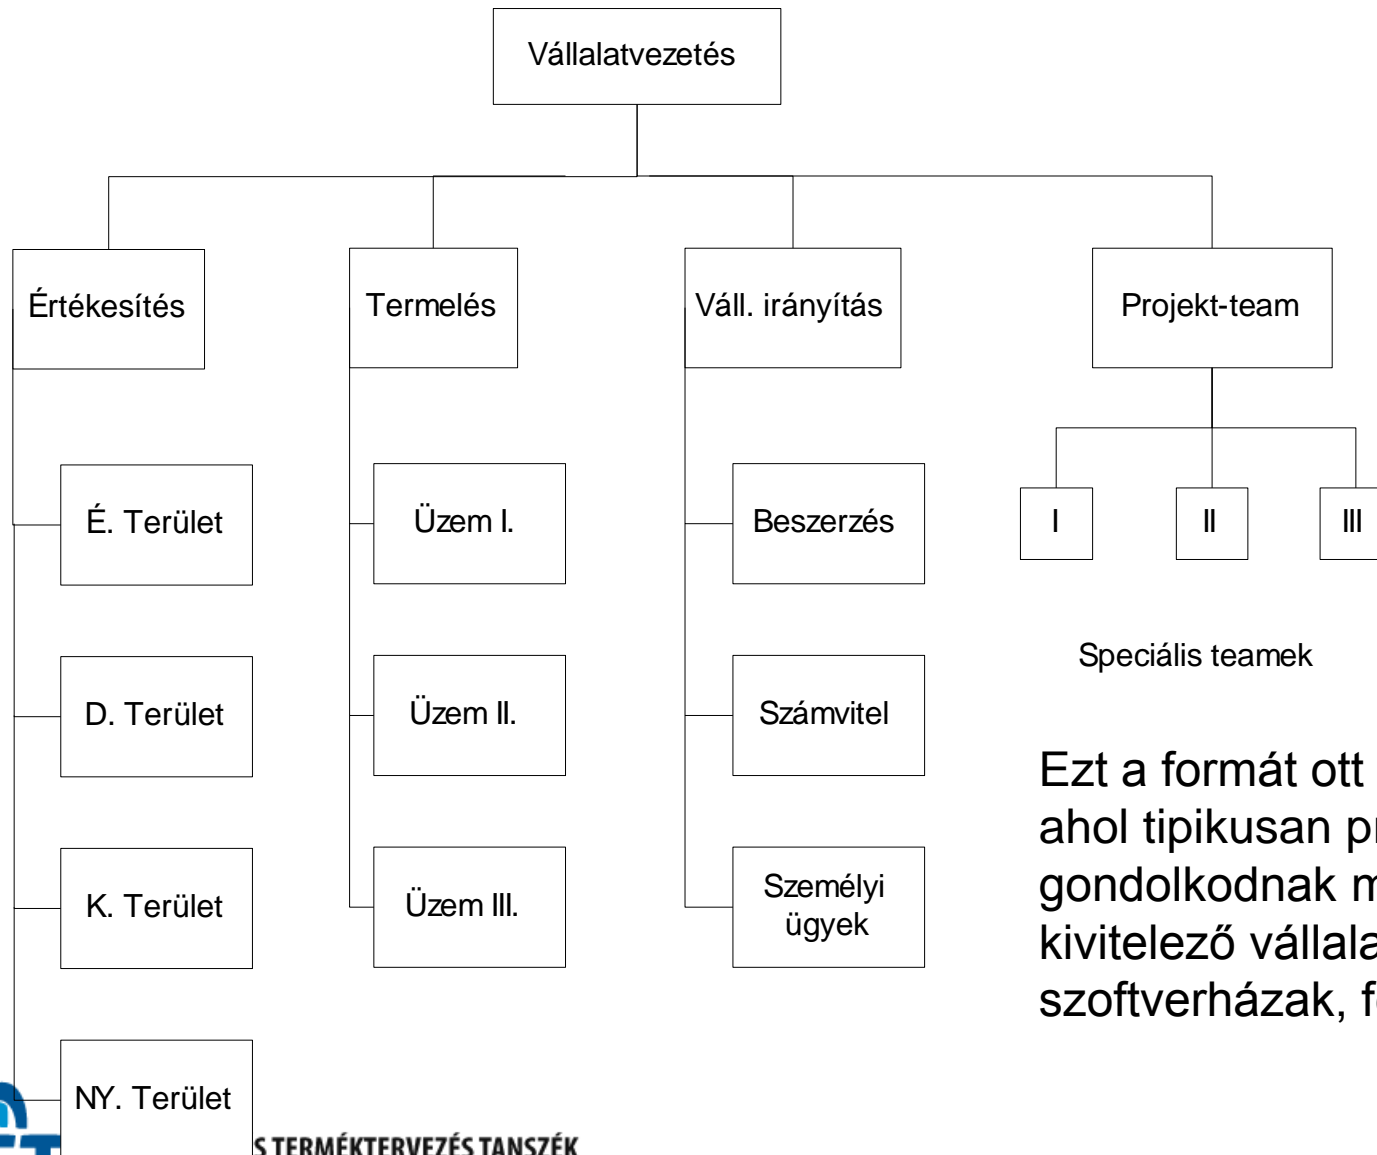 Vállalatvezetés
Értékesítés
Termelés
Váll. irányítás
Projekt-team
É. Terület
Üzem I.
Beszerzés
I
II
III
D. Terület
Üzem II.
Számvitel
Speciális teamek
K. Terület
Üzem III.
Személyi
ügyek
NY. Terület
Ezt a formát ott
ahol tipikusan
gondolkodnak
kivitelező
szoftverházak,
S TERMÉKTERVEZÉS TANSZÉK